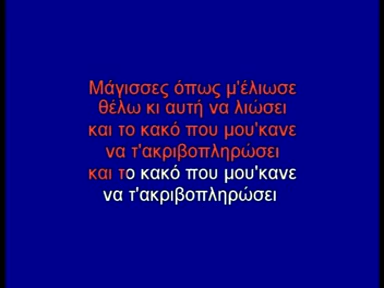 Μάγισσες όπως μ'έλιωσε
θέλω κι αυτή να λιώσει
και το κακό που μου'κανε
να τ'ακριβοπληρώσει
και το κακό που μου'κανε
να τ'ακριβοπληρώσει